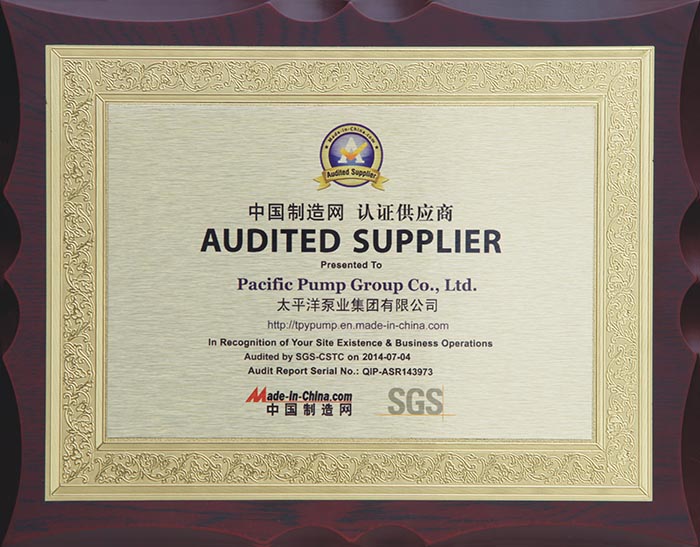 Made-in-China.com
Audited Supplier
中国制造网 认证供应商
AUDITED SUPPLIER
Presented To
Pacific Pump Group Co., Ltd.
太平洋泵业集团有限公司
http://tpypump.en.made-in-china.com/
In Recognition of Your Site Existence & Business Operations
Audited by SGS-CSTC on 2014-07-04
Audit Report Serial No.: QIP-ASR143973
Made-in-China.com
中国制造网
SGS